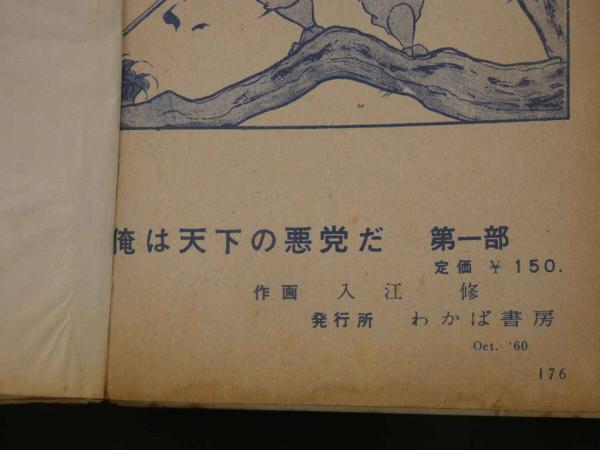 俺は天下の悪党だ 第一部
定価 ¥ 150.
作画 入江 修
発行所 わかば書房
Oct. '60
176